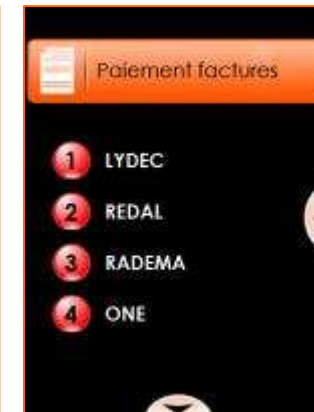 Paiement factures
1 LYDEC
2 REDAL
3 RADEMA
4 ONE